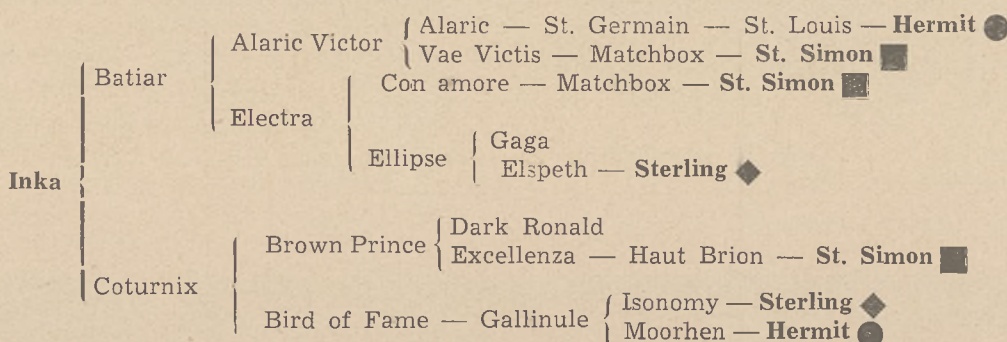 Alaric — St. Germain — St. Louis — Hermit
Alaric Victor
Vae Victis — Matchbox — St. Simon
Batiar
Con amore — Matchbox — St. Simon
Electra
Gaga
Ellipse
Elspeth — Sterling
Inka
Dark Ronald
Brown Prince
Excellenza — Haut Brion — St. Simon
Coturnix
Isonomy — Sterling
Bird of Fame — Gallinule
Moorhen — Hermit